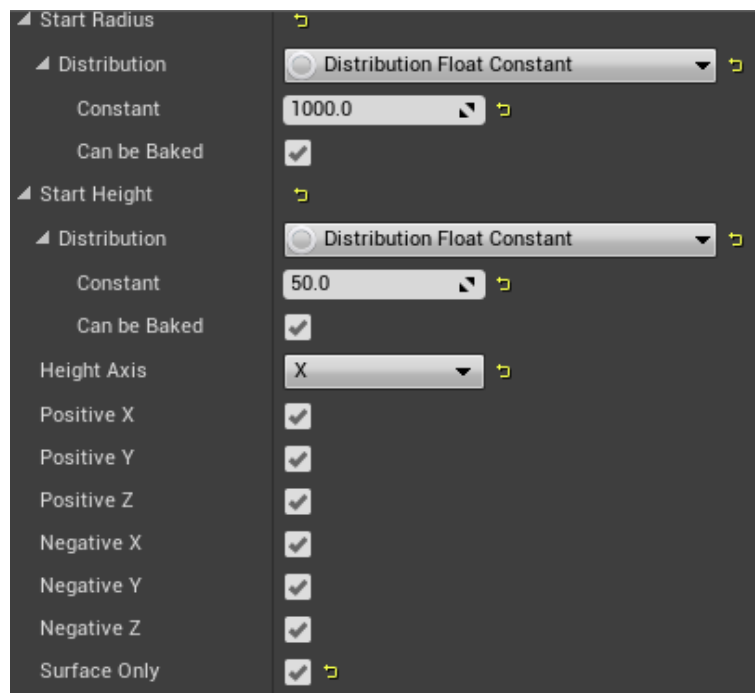 Start Radius
Distribution Distribution Float Constant
Constant 1000.0
Can be Baked
Start Height
Distribution Distribution Float Constant
Constant 50.0
Can be Baked
Height Axis X
Positive X
Positive Y
Positive Z
Negative X
Negative Y
Negative Z
Surface Only